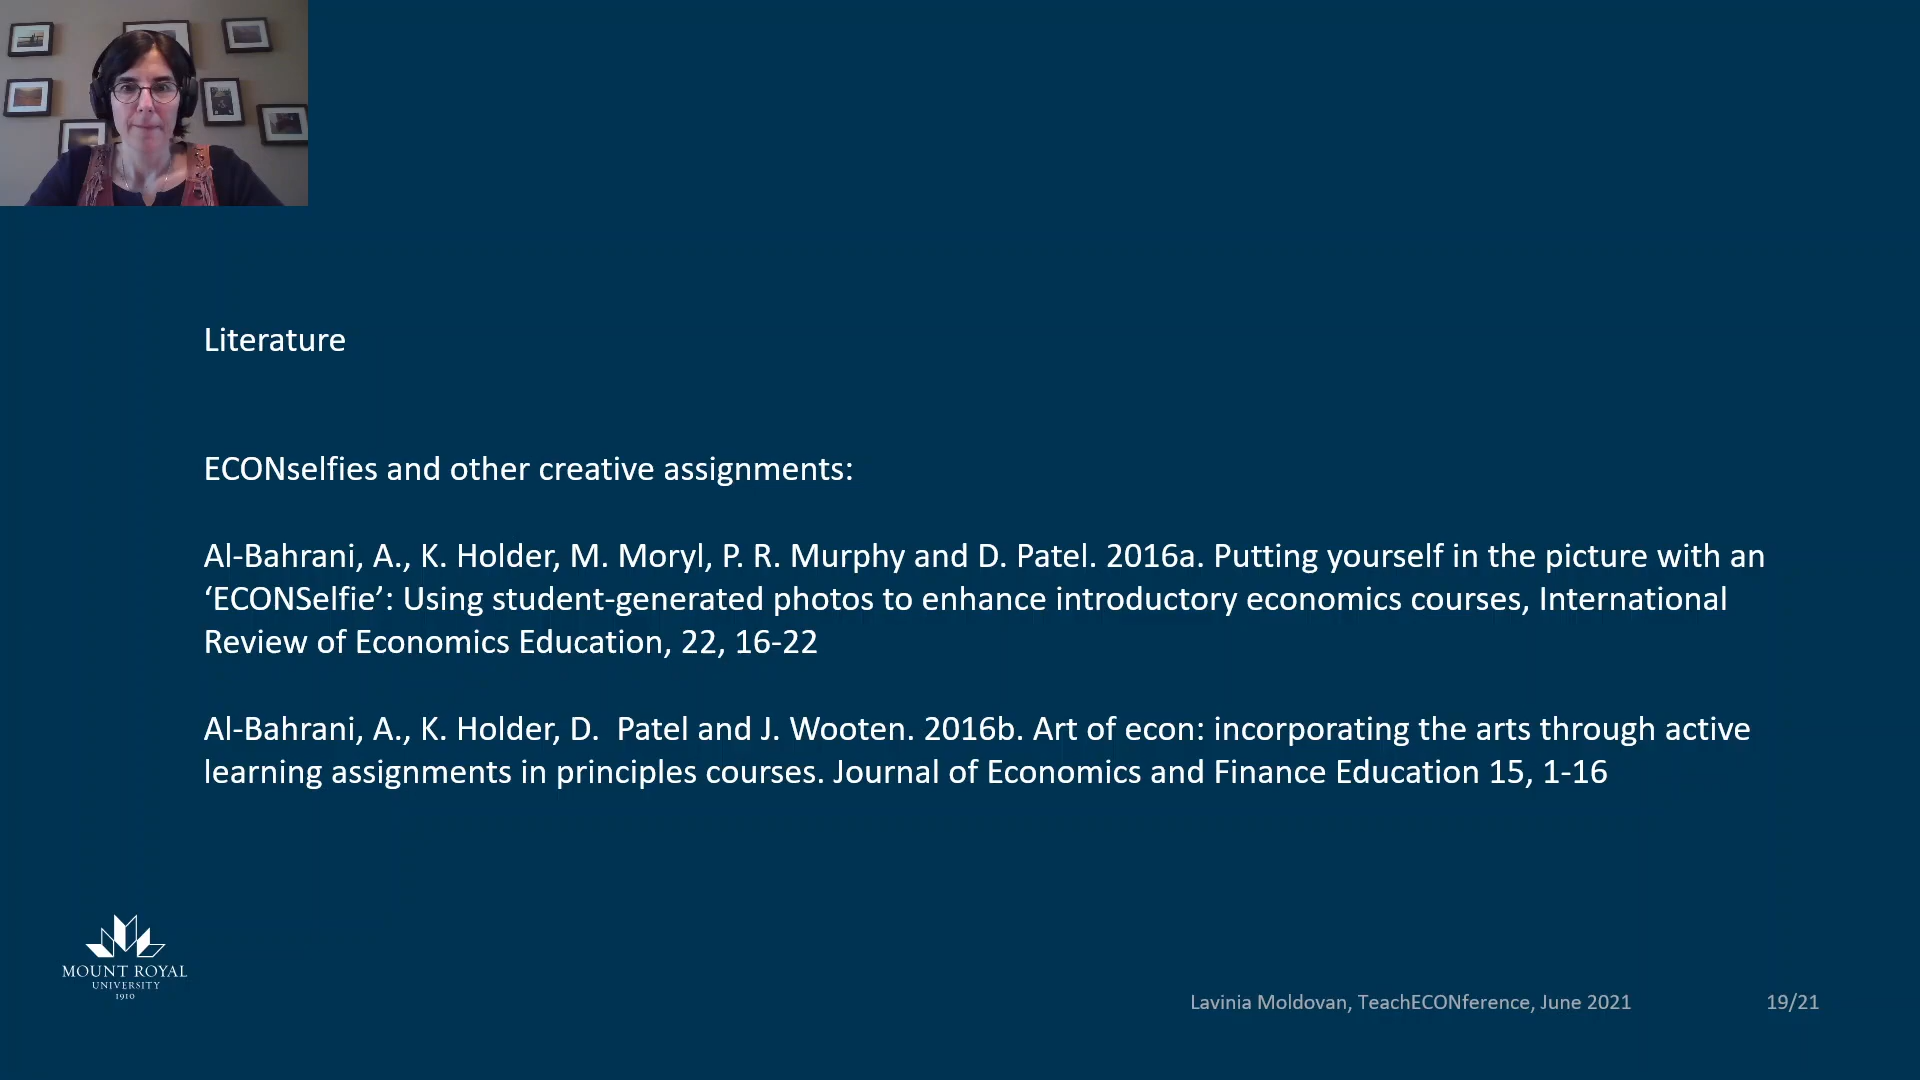 Literature
ECONselfies and other creative assignments:
Al-Bahrani, A., K. Holder, M. Moryl, P. R. Murphy and D. Patel. 2016a. Putting yourself in the picture with an
‘ECONSelfie’: Using student-generated photos to enhance introductory economics courses, International
Review of Economics Education, 22, 16-22
Al-Bahrani, A., K. Holder, D.  Patel and J. Wooten. 2016b. Art of econ: incorporating the arts through active
learning assignments in principles courses. Journal of Economics and Finance Education 15, 1-16
MOUNT ROYAL
UNIVERSITY
1910
Lavinia Moldovan, TeachECONference, June 2021
19/21